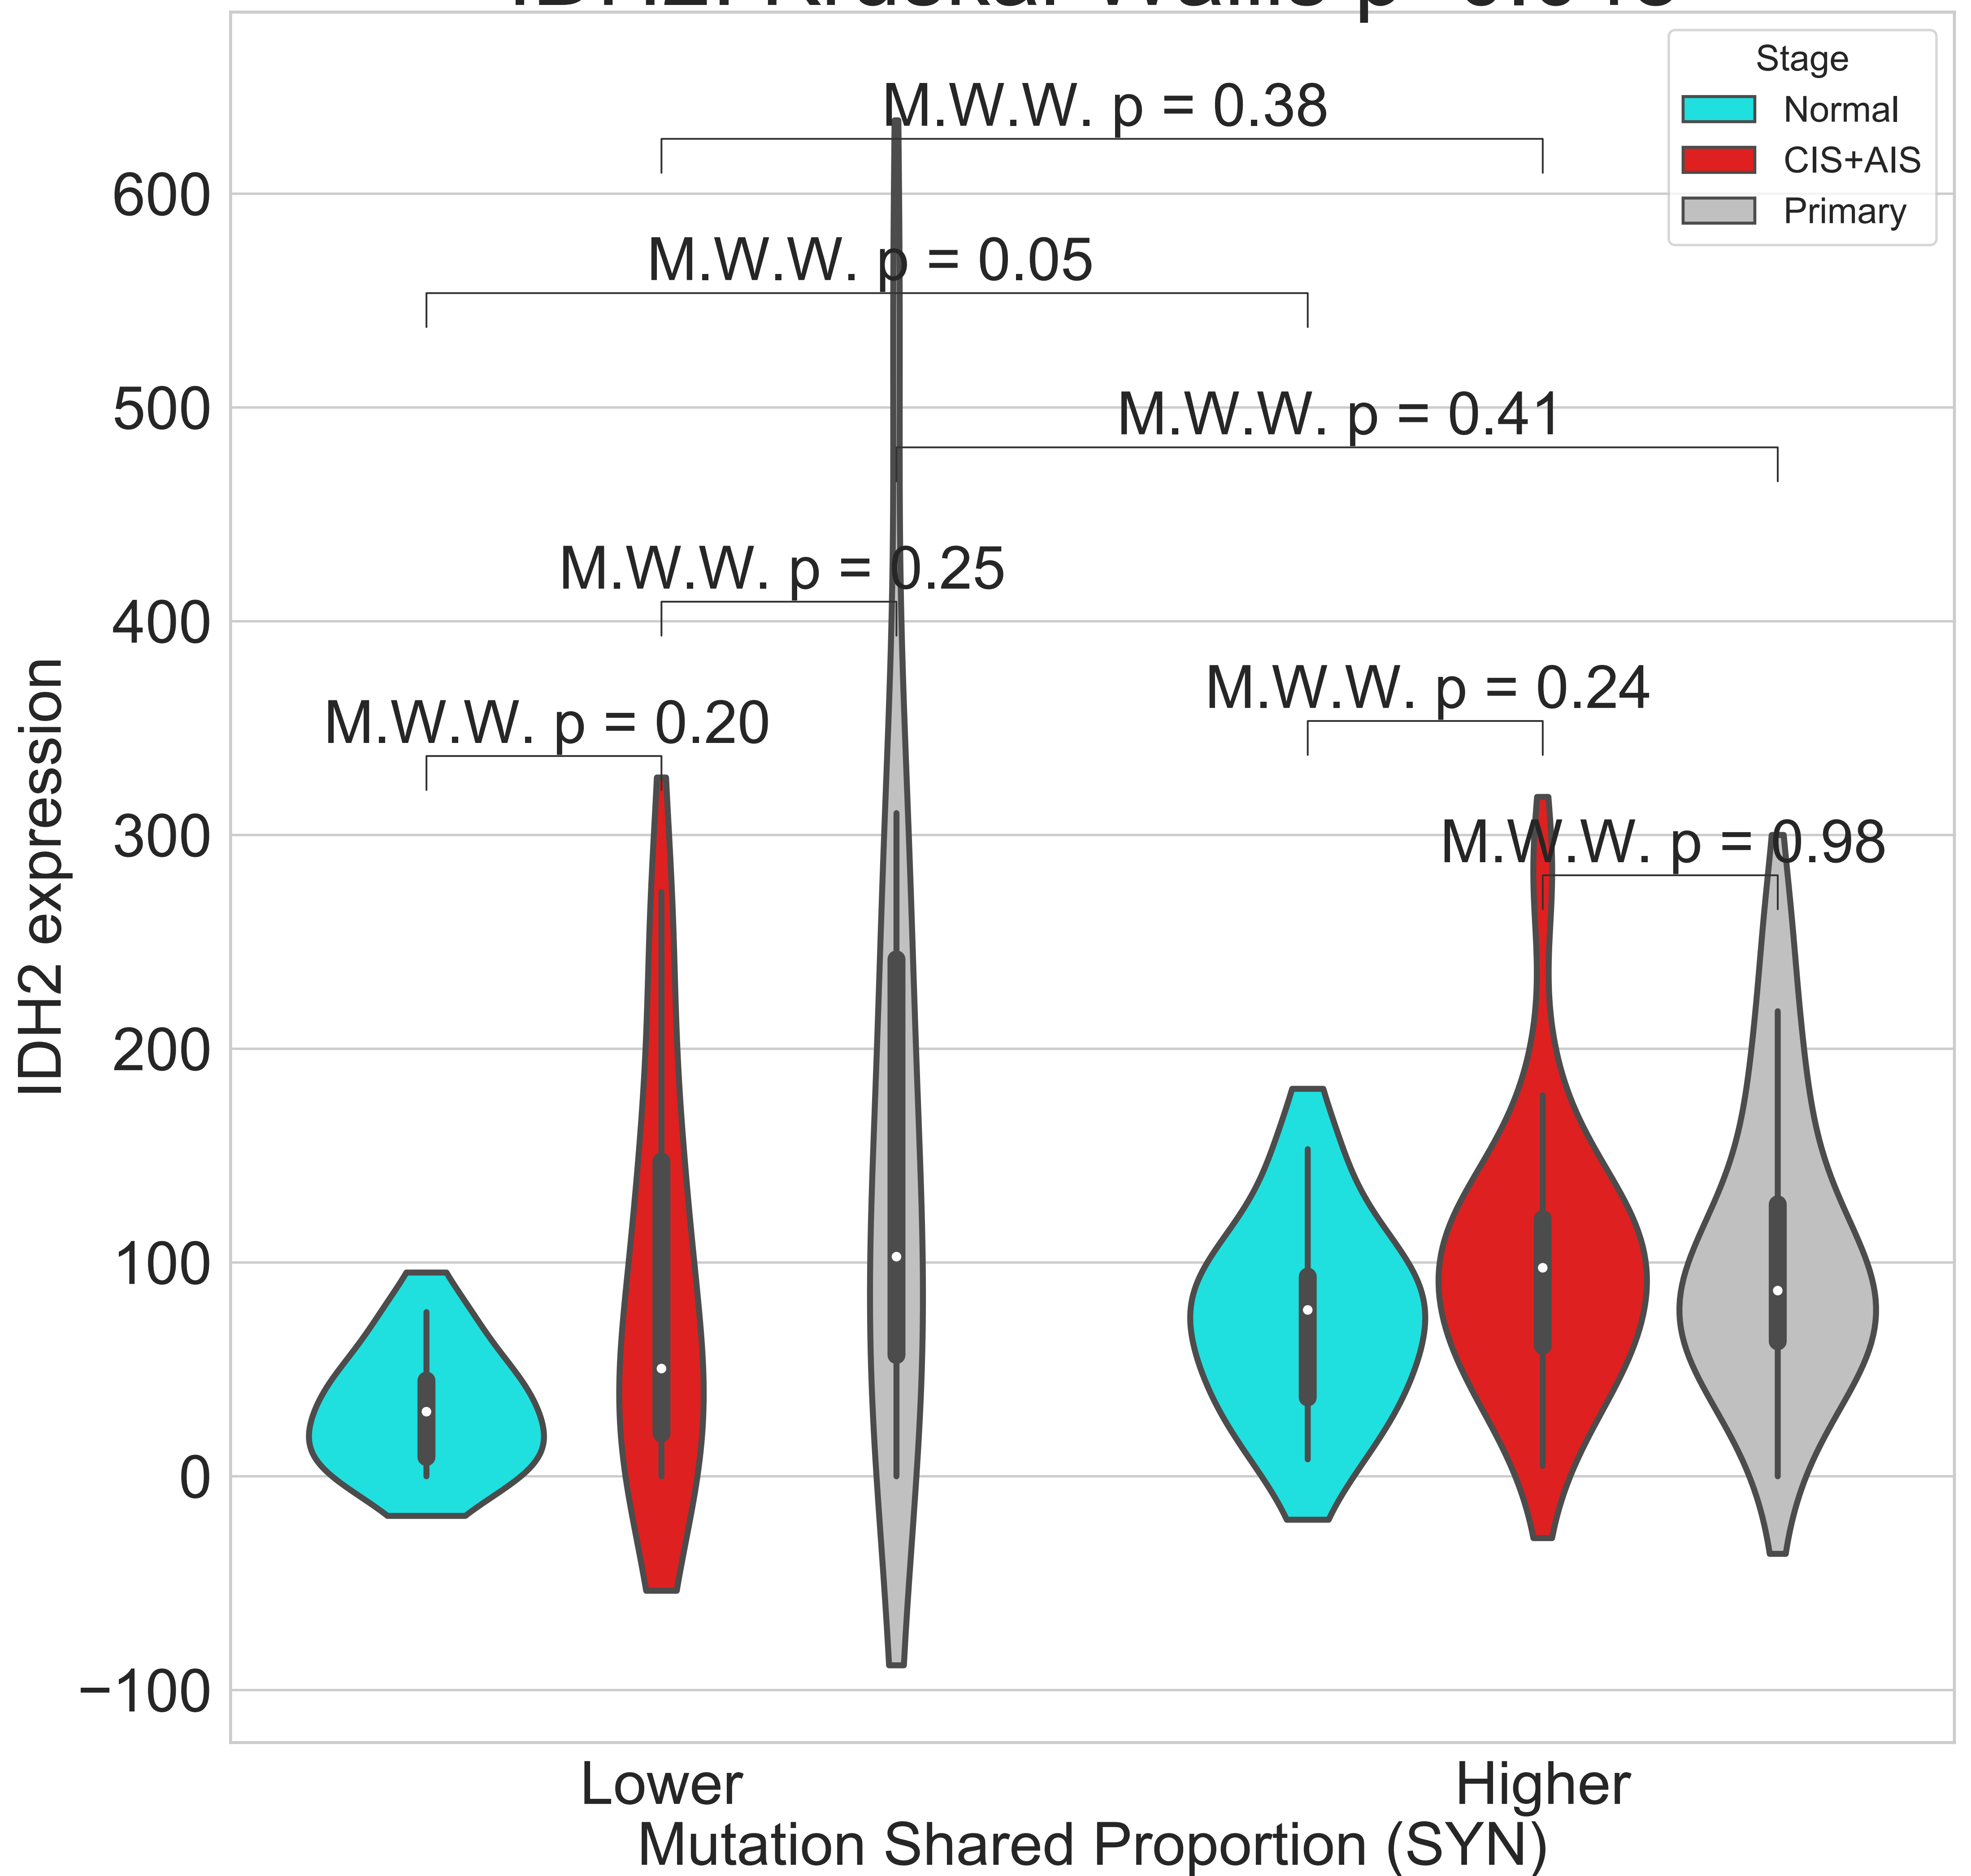 Stage
Normal
CIS+AIS
Primary
M.W.W. p = 0.38
M.W.W. p = 0.05
M.W.W. p = 0.41
M.W.W. p = 0.25
M.W.W. p = 0.24
M.W.W. p = 0.20
M.W.W. p = 0.98
600
500
400
300
200
100
0
−100
IDH2 expression
Lower
Higher
Mutation Shared Proportion (SYN)